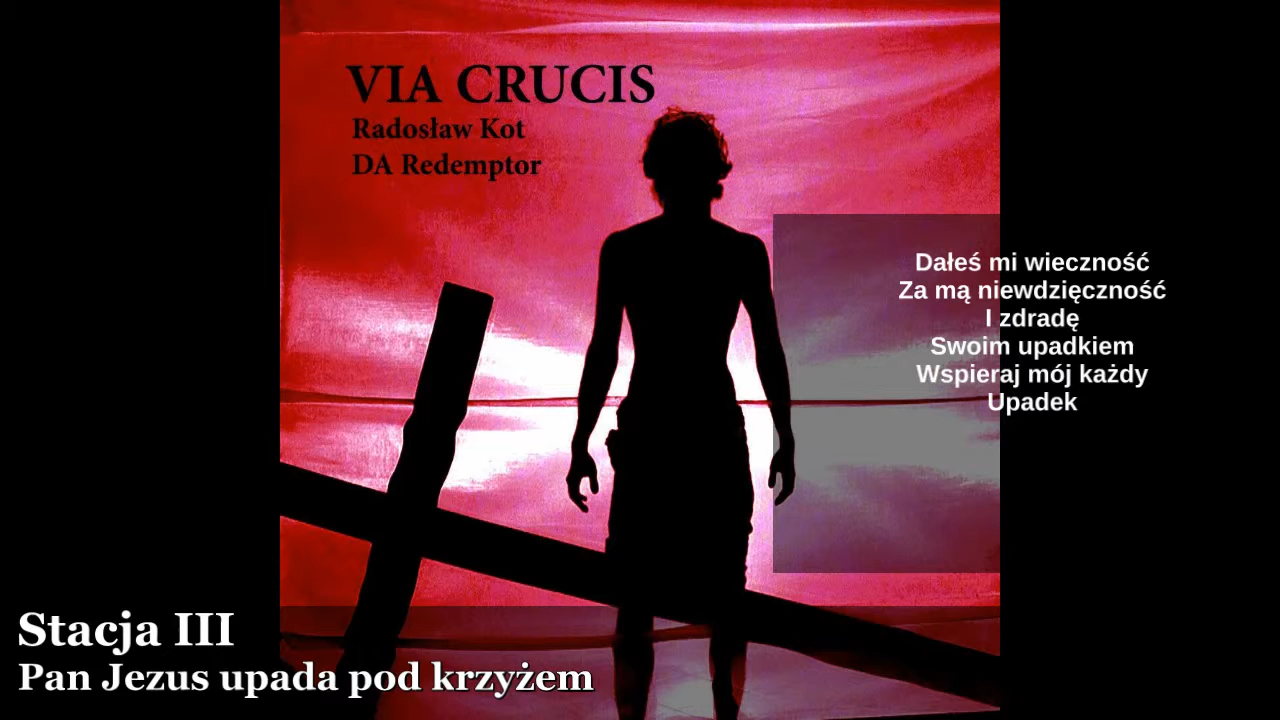 VIA CRUCIS
Radosław Kot
DA Redemptor
Dałeś mi wieczność
Za mą niewdzięczność
I zdradę
Swoim upadkiem
Wspieraj mój każdy
Upadek
Stacja III
Pan Jezus upada pod krzyżem